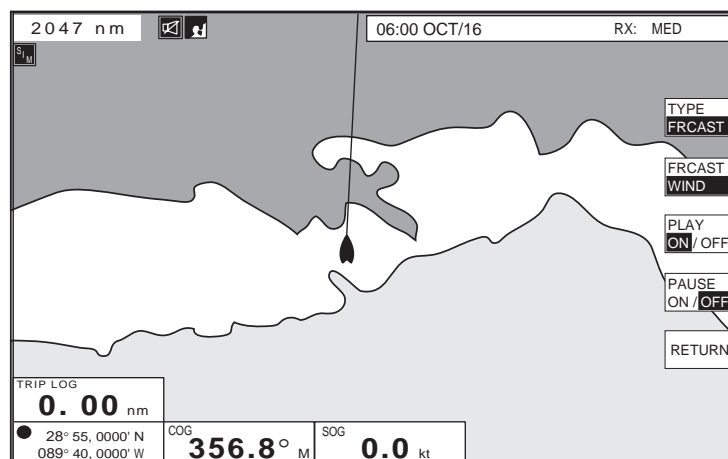 2047 nm
06:00 OCT/16 RX: MED
SIM
TYPE
FRCAST
FRCAST
WIND
PLAY
ON / OFF
PAUSE
ON / OFF
RETURN
TRIP LOG
0.00 nm
28° 55, 0000' N
089° 40, 0000' W
COG
356.8° M
SOG
0.0 kt